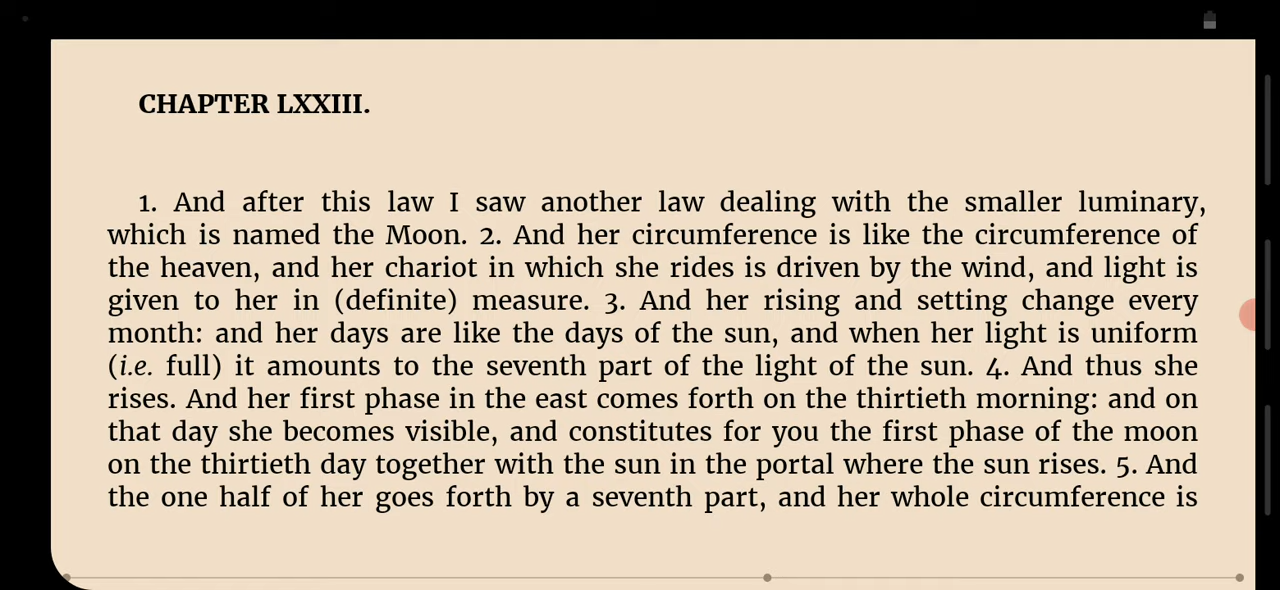 CHAPTER LXXIII.
1. And after this law I saw another law dealing with the smaller luminary,
which is named the Moon. 2. And her circumference is like the circumference of
the heaven, and her chariot in which she rides is driven by the wind, and light is
given to her in (definite) measure. 3. And her rising and setting change every
month: and her days are like the days of the sun, and when her light is uniform
(i.e. full) it amounts to the seventh part of the light of the sun. 4. And thus she
rises. And her first phase in the east comes forth on the thirtieth morning: and on
that day she becomes visible, and constitutes for you the first phase of the moon
on the thirtieth day together with the sun in the portal where the sun rises. 5. And
the one half of her goes forth by a seventh part, and her whole circumference is